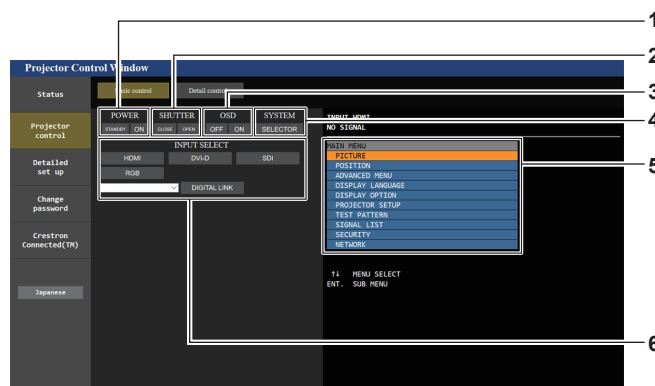 1
Projector Control Window
2
Status
Basic control
Detail control
3
POWER
SHUTTER
OSD
SYSTEM
INPUT HDMI
4
STANDBY
ON
CLOSE
OPEN
OFF
ON
SELECTOR
NO SIGNAL
Projector
control
INPUT SELECT
HDMI
DVI-D
SDI
RGB
DIGITAL LINK
MAIN MENU
PICTURE
POSITION
ADVANCED MENU
DISPLAY LANGUAGE
DISPLAY OPTION
PROJECTOR SETUP
TEST PATTERN
SIGNAL LIST
SECURITY
NETWORK
5
Detailed
set up
Change
password
Crestron
Connected(TM)
↑↓ MENU SELECT
ENT. SUB MENU
Japanese
6